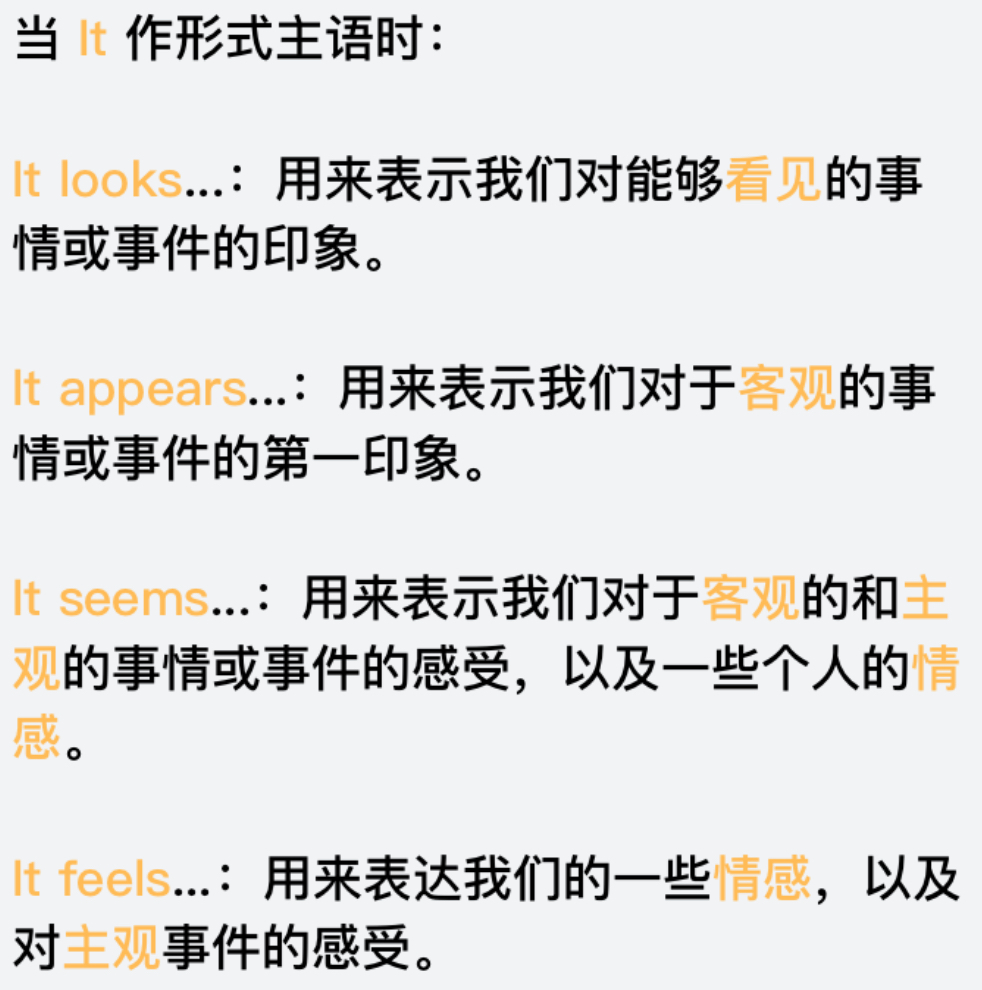 当 It 作形式主语时：
It looks...：用来表示我们对能够看见的事
情或事件的印象。
It appears...：用来表示我们对于客观的事
情或事件的第一印象。
It seems...：用来表示我们对于客观的和主
观的事情或事件的感受，以及一些个人的情
感。
It feels...：用来表达我们的一些情感，以及
对主观事件的感受。